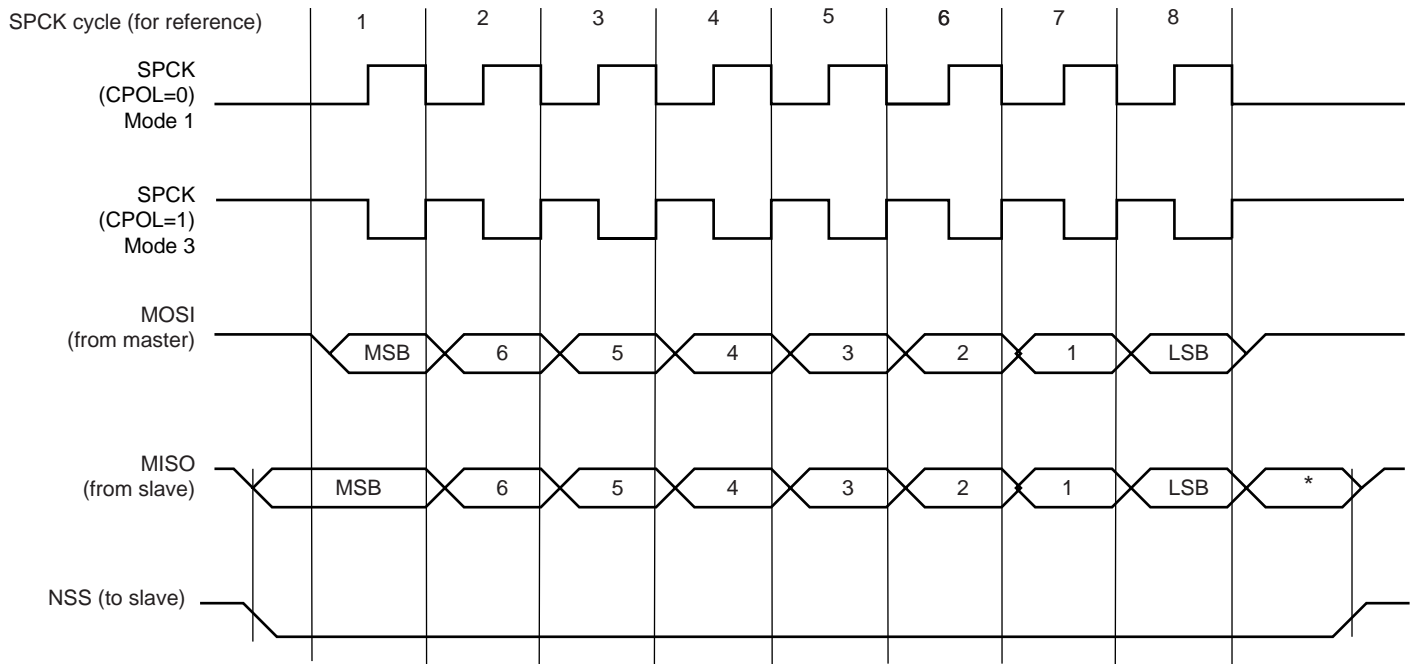 SPCK cycle (for reference)
1 2 3 4 5 6 7 8
SPCK
(CPOL=0)
Mode 1
SPCK
(CPOL=1)
Mode 3
MOSI
(from master)
MSB 6 5 4 3 2 1 LSB
MISO
(from slave)
MSB 6 5 4 3 2 1 LSB *
NSS (to slave)